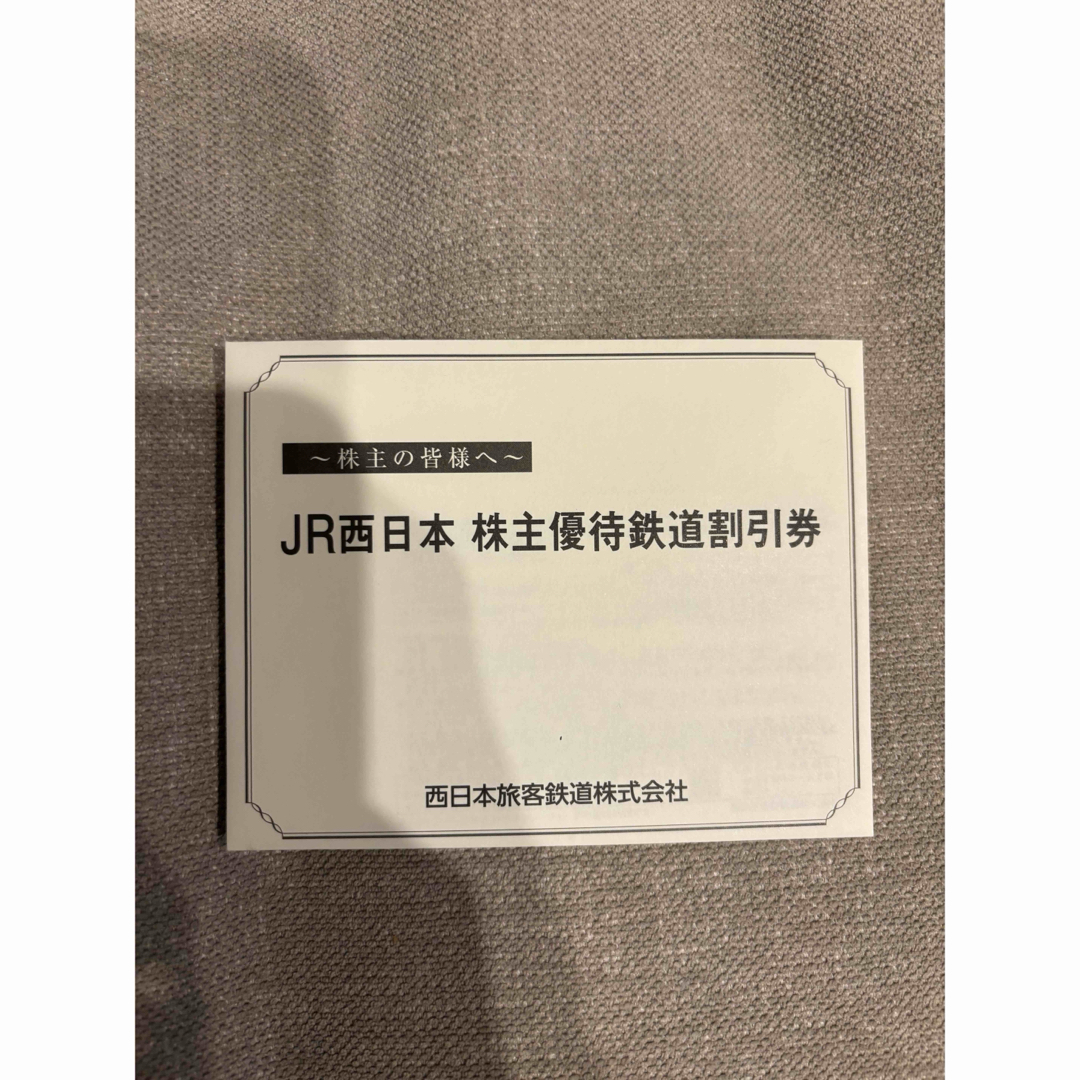 ～株主の皆様へ～
JR西日本 株主優待鉄道割引券
西日本旅客鉄道株式会社